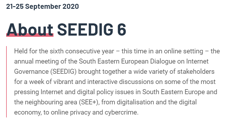 21-25 September 2020
About SEEDIG 6
Held for the sixth consecutive year – this time in an online setting – the
annual meeting of the South Eastern European Dialogue on Internet
Governance (SEEDIG) brought together a wide variety of stakeholders
for a week of vibrant and interactive discussions on some of the most
pressing Internet and digital policy issues in South Eastern Europe and
the neighbouring area (SEE+), from digitalisation and the digital
economy, to online privacy and cybercrime.